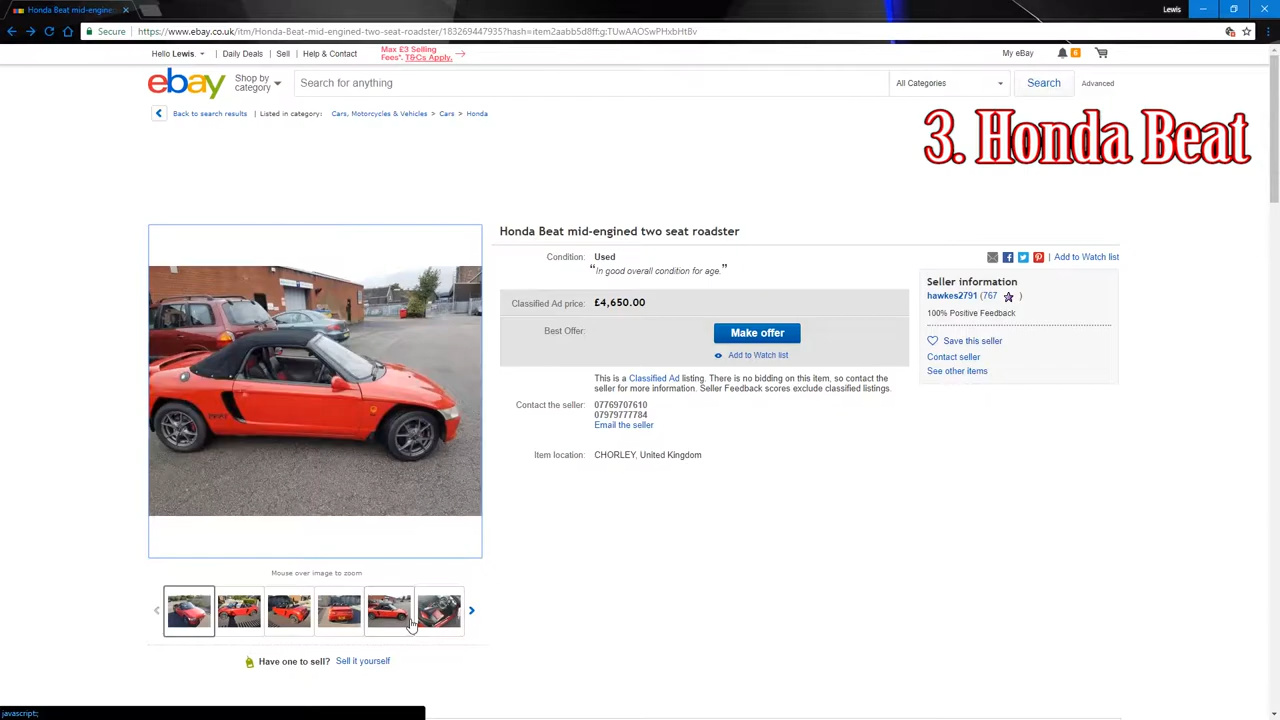 Honda Beat mid-engine
Lewis
Secure
https://www.ebay.co.uk/itm/Honda-Beat-mid-engined-two-seat-roadster/183269447935?hash=item2aabb5d8ff:g:TUwAAOSwPHxbHtBv
Hello Lewis.
Daily Deals
Sell
Help & Contact
Max £3 Selling
Fees*. T&Cs Apply.
My eBay
6
ebay
Shop by
category
Search for anything
All Categories
Search
Advanced
Back to search results | Listed in category: Cars, Motorcycles & Vehicles > Cars > Honda
3. Honda Beat
Honda Beat mid-engined two seat roadster
Condition: Used
“In good overall condition for age.”
| Add to Watch list
Classified Ad price: £4,650.00
Best Offer:
Make offer
Add to Watch list
This is a Classified Ad listing. There is no bidding on this item, so contact the
seller for more information. Seller Feedback scores exclude classified listings.
Contact the seller: 07769707610
07979777784
Email the seller
Item location: CHORLEY, United Kingdom
Seller information
hawkes2791 (767 )
100% Positive Feedback
Save this seller
Contact seller
See other items
Mouse over image to zoom
Have one to sell? Sell it yourself
javascript:;